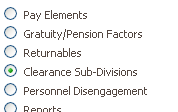 Pay Elements
Gratuity/Pension Factors
Returnables
Clearance Sub-Divisions
Personnel Disengagement
Reports